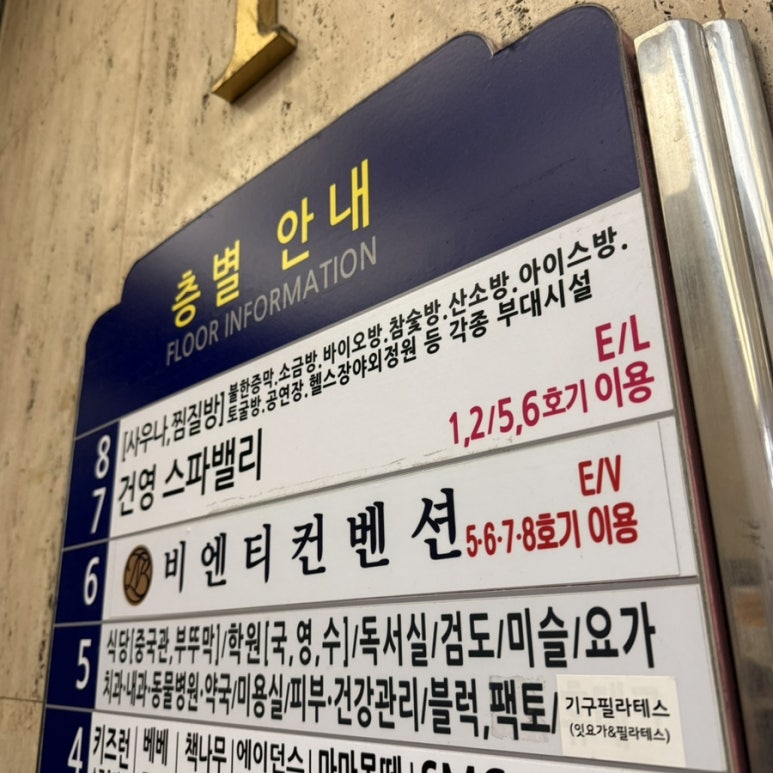 층별 안내
FLOOR INFORMATION
8
7
[사우나,찜질방]
불한증막.소금방.바이오방.참숯방.산소방.아이스방.
토굴방.공연장.헬스장야외정원 등 각종 부대시설
건영 스파밸리
E/L
1,2/5,6호기 이용
6
비엔티컨벤션
E/V
5·6·7·8호기 이용
5
식당[중국관,부뚜막]/학원[국,영,수]/독서실/검도/미슬/요가
치과·내과·동물병원·약국/미용실/피부·건강관리/블럭,팩토/
기구필라테스
(잇요가&필라테스)
4
키즈런 | 베베 | 책나무 | 에이던스 |